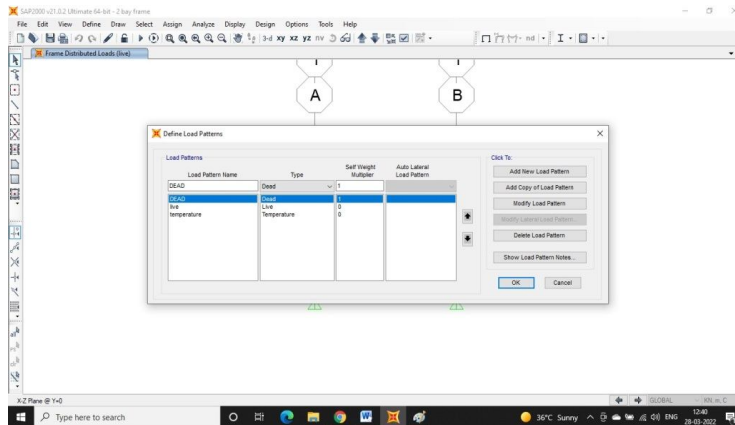 SAP2000 v21.0.2 Ultimate 64-bit - 2 bay frame
File Edit View Define Draw Select Assign Analyze Display Design Options Tools Help
3-d xy xz yz nv
nd
Frame Distributed Loads (live)
1 1
A B
Define Load Patterns
Load Patterns
Click To:
Load Pattern Name Type Self Weight Multiplier Auto Lateral Load Pattern
DEAD Dead 1
DEAD Dead 1
live Live 0
temperature Temperature 0
Add New Load Pattern
Add Copy of Load Pattern
Modify Load Pattern
Modify Lateral Load Pattern...
Delete Load Pattern
Show Load Pattern Notes...
OK Cancel
X-Z Plane @ Y=0 GLOBAL KN, m, C
Type here to search 36°C Sunny ENG 12:40
28-03-2022